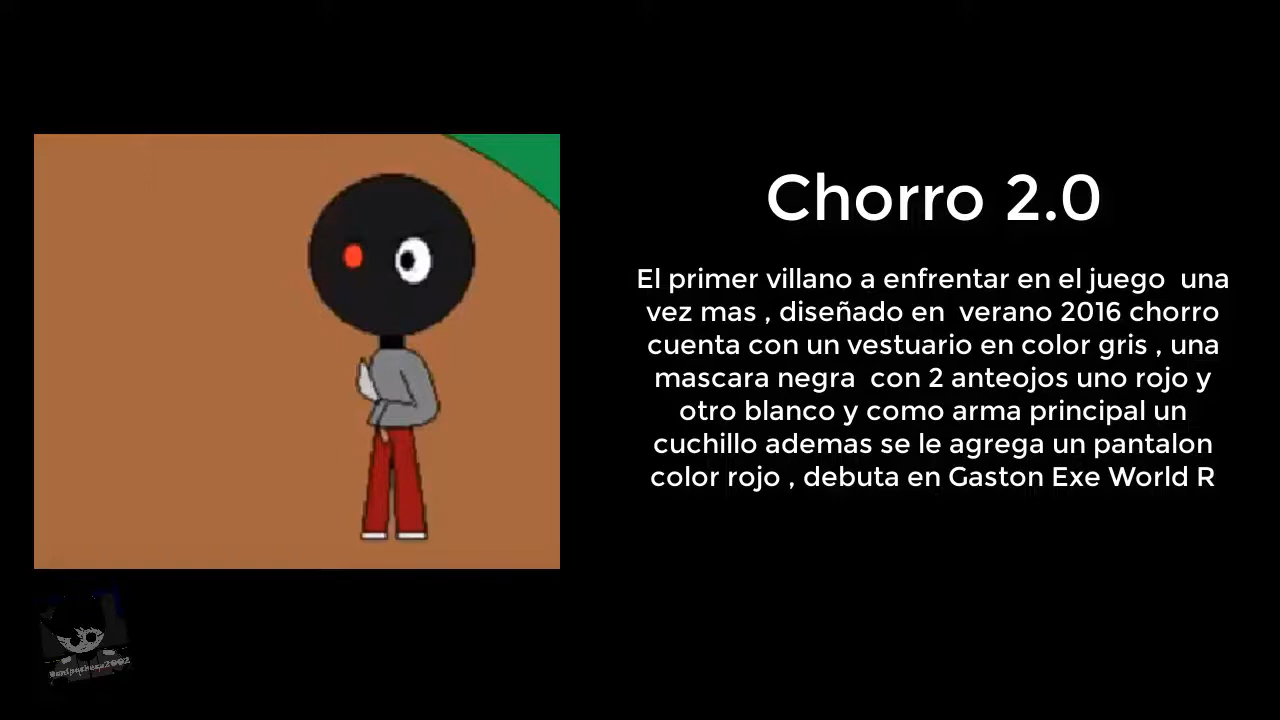 Chorro 2.0
El primer villano a enfrentar en el juego  una
vez mas , diseñado en  verano 2016 chorro
cuenta con un vestuario en color gris , una
mascara negra  con 2 anteojos uno rojo y
otro blanco y como arma principal un
cuchillo ademas se le agrega un pantalon
color rojo , debuta en Gaston Exe World R